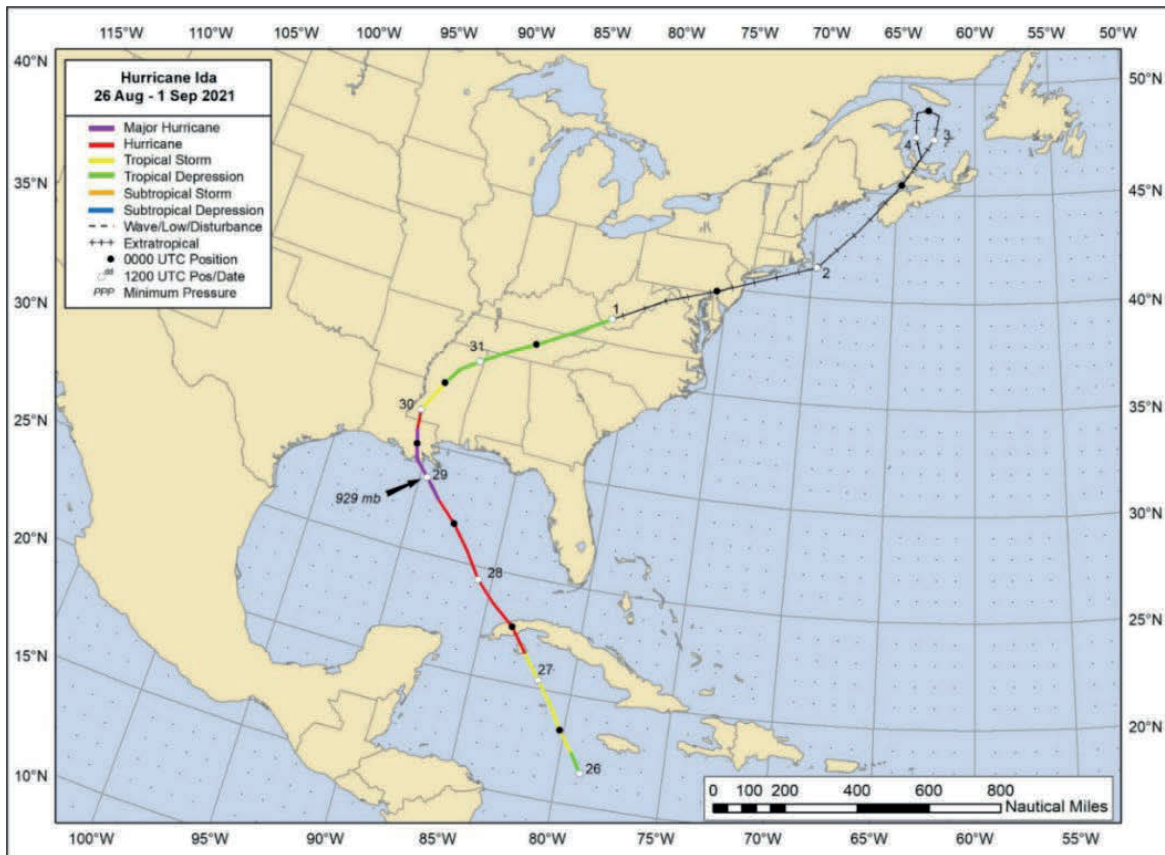 115°W 110°W 105°W 100°W 95°W 90°W 85°W 80°W 75°W 70°W 65°W 60°W 55°W 50°W
40°N
35°N
30°N
25°N
20°N
15°N
10°N
Hurricane Ida
26 Aug - 1 Sep 2021
Major Hurricane
Hurricane
Tropical Storm
Tropical Depression
Subtropical Storm
Subtropical Depression
Wave/Low/Disturbance
Extratropical
0000 UTC Position
1200 UTC Pos/Date
PPP Minimum Pressure
4
3
2
1
31
30
29
929 mb
28
27
26
50°N
45°N
40°N
35°N
30°N
25°N
20°N
0 100 200 400 600 800
Nautical Miles
100°W 95°W 90°W 85°W 80°W 75°W 70°W 65°W 60°W 55°W